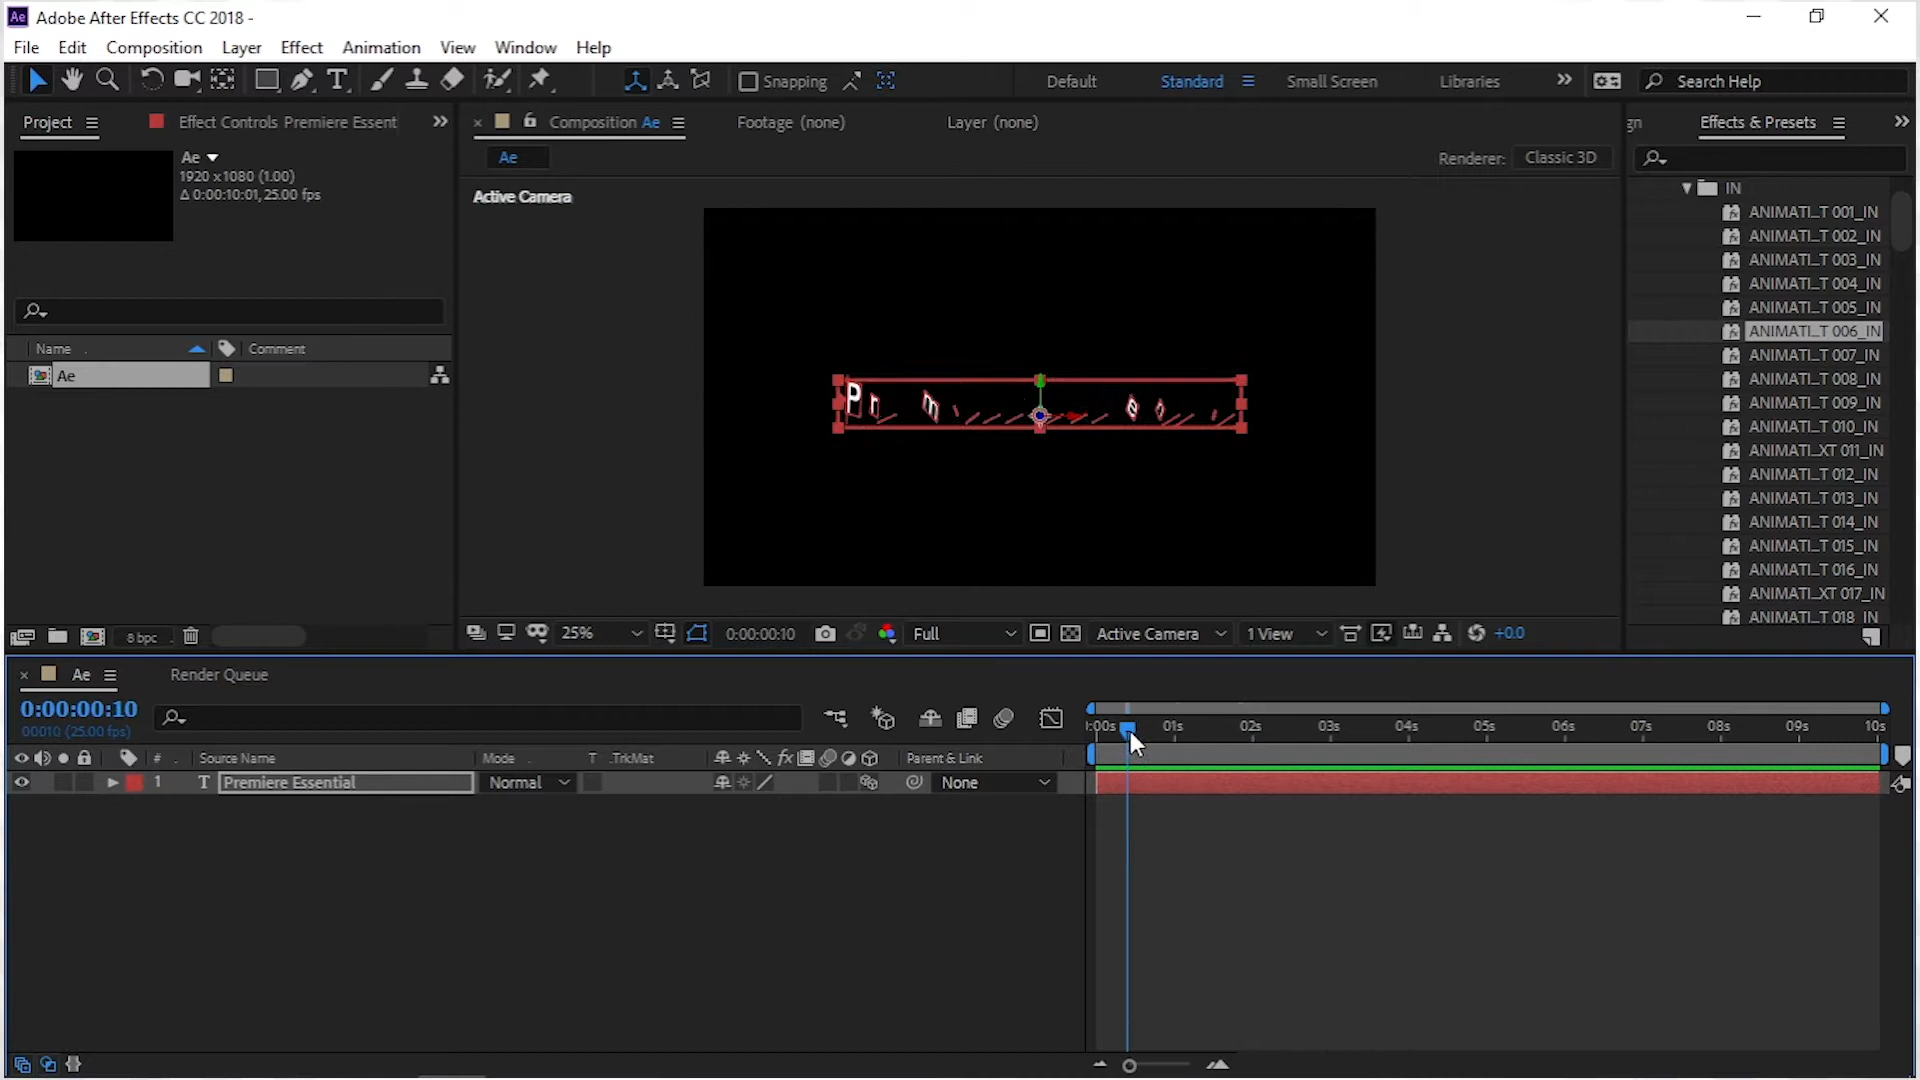 Ae Adobe After Effects CC 2018 -
File Edit Composition Layer Effect Animation View Window Help
Snapping Default Standard Small Screen Libraries Search Help
Project Effect Controls Premiere Essent Composition Ae Footage (none) Layer (none) gn Effects & Presets
Ae
1920 x 1080 (1.00)
Δ 0:00:10:01, 25.00 fps
Ae Renderer: Classic 3D
Active Camera
IN
ANIMATI_T 001_IN
ANIMATI_T 002_IN
ANIMATI_T 003_IN
ANIMATI_T 004_IN
ANIMATI_T 005_IN
ANIMATI_T 006_IN
ANIMATI_T 007_IN
ANIMATI_T 008_IN
ANIMATI_T 009_IN
ANIMATI_T 010_IN
ANIMATI_XT 011_IN
ANIMATI_T 012_IN
ANIMATI_T 013_IN
ANIMATI_T 014_IN
ANIMATI_T 015_IN
ANIMATI_T 016_IN
ANIMATI_XT 017_IN
ANIMATI_T 018_IN
Name Comment
Ae
P r m e o
8 bpc 25% 0:00:00:10 Full Active Camera 1 View +0.0
Ae Render Queue
0:00:00:10
00010 (25.00 fps)
:00s 01s 02s 03s 04s 05s 06s 07s 08s 09s 10s
# Source Name Mode T .TrkMat fx Parent & Link
1 T Premiere Essential Normal None